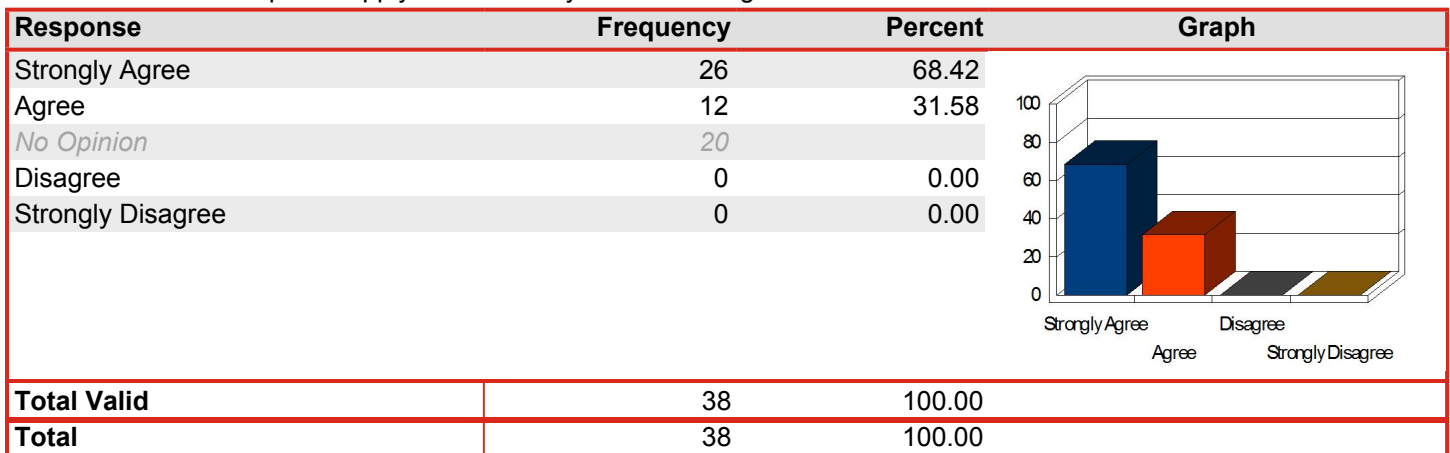 Response Frequency Percent Graph
Strongly Agree 26 68.42
Agree 12 31.58
No Opinion 20
Disagree 0 0.00
Strongly Disagree 0 0.00
100
80
60
40
20
0
Strongly Agree Disagree
Agree Strongly Disagree
Total Valid 38 100.00
Total 38 100.00